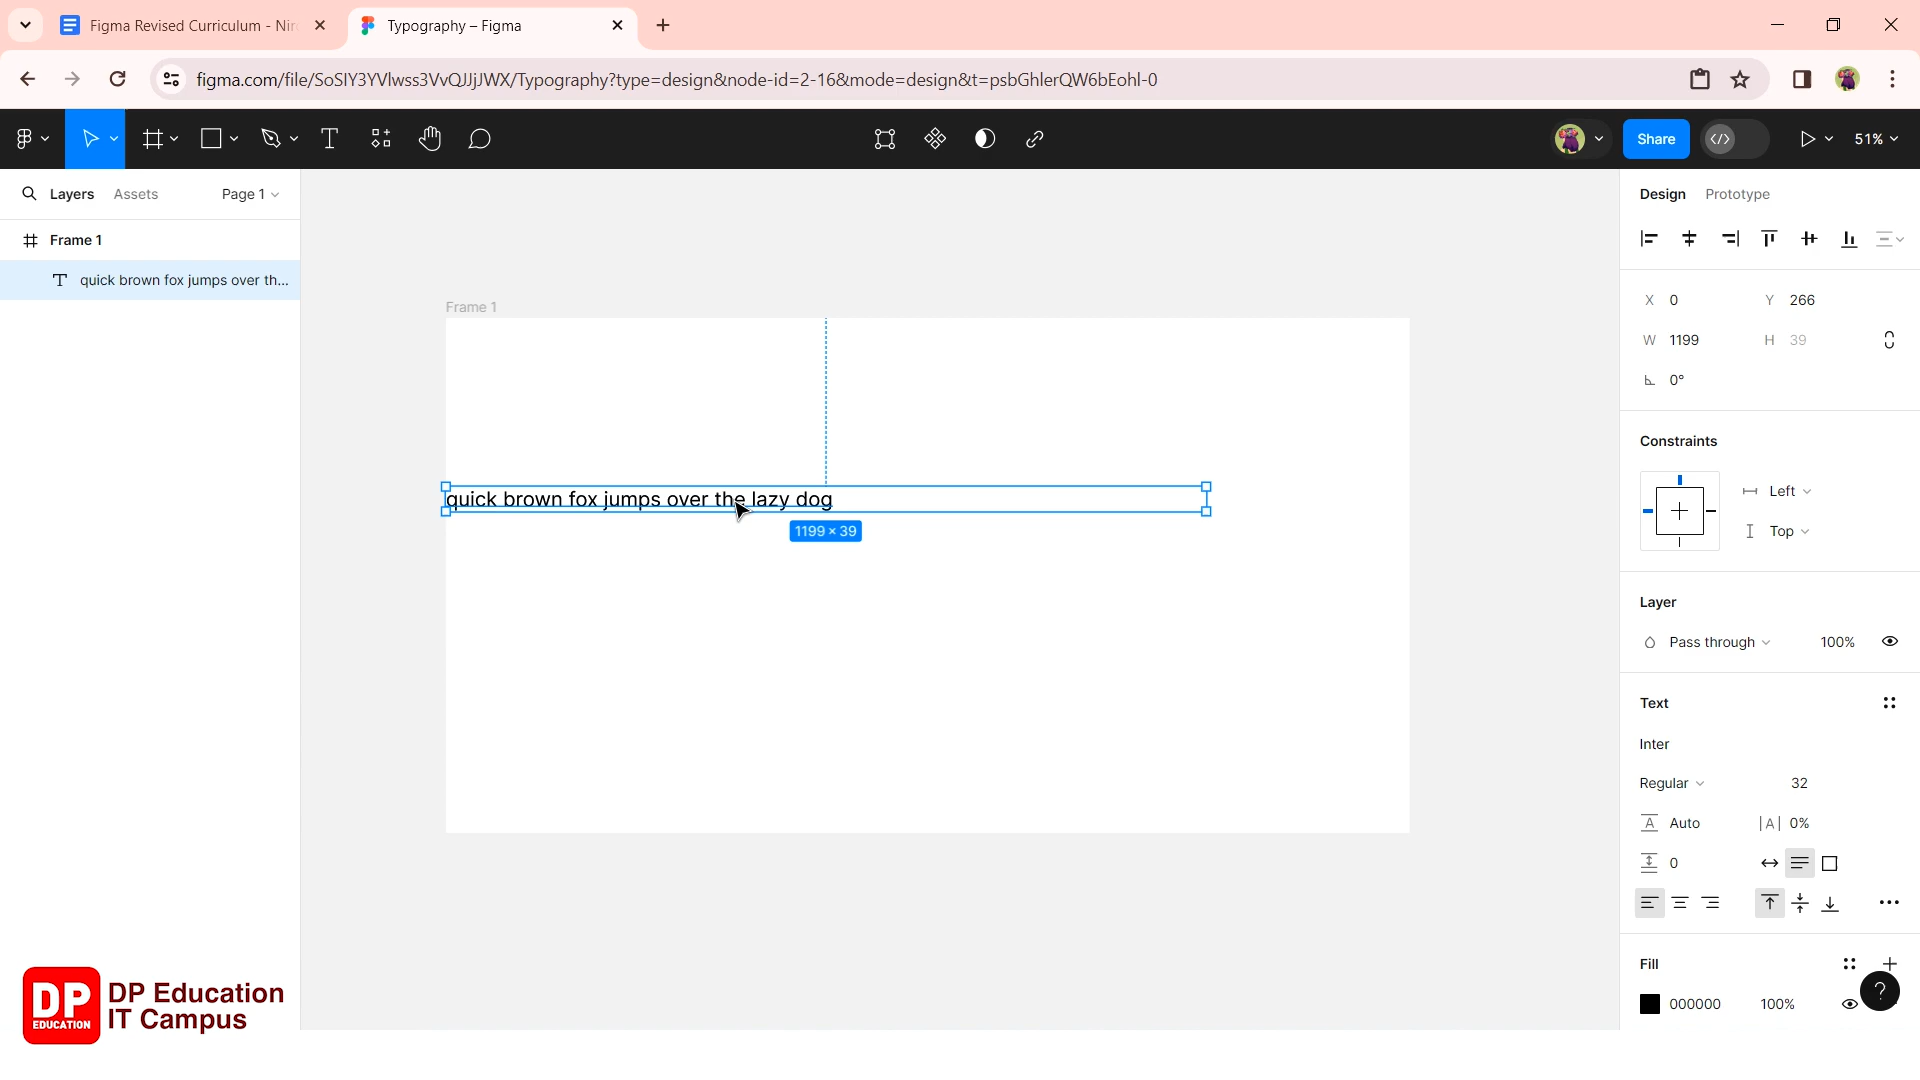 Figma Revised Curriculum - Nir
Typography – Figma
figma.com/file/SoSIY3YVlwss3VvQJJjJWX/Typography?type=design&node-id=2-16&mode=design&t=psbGhlerQW6bEohl-0
Share
51%
Layers
Assets
Page 1
Design
Prototype
Frame 1
quick brown fox jumps over th...
Frame 1
quick brown fox jumps over the lazy dog
1199 × 39
X 0
Y 266
W 1199
H 39
0°
Constraints
Left
Top
Layer
Pass through
100%
Text
Inter
Regular
32
A Auto
|A| 0%
0
Fill
000000
100%
?
DP
EDUCATION
DP Education
IT Campus